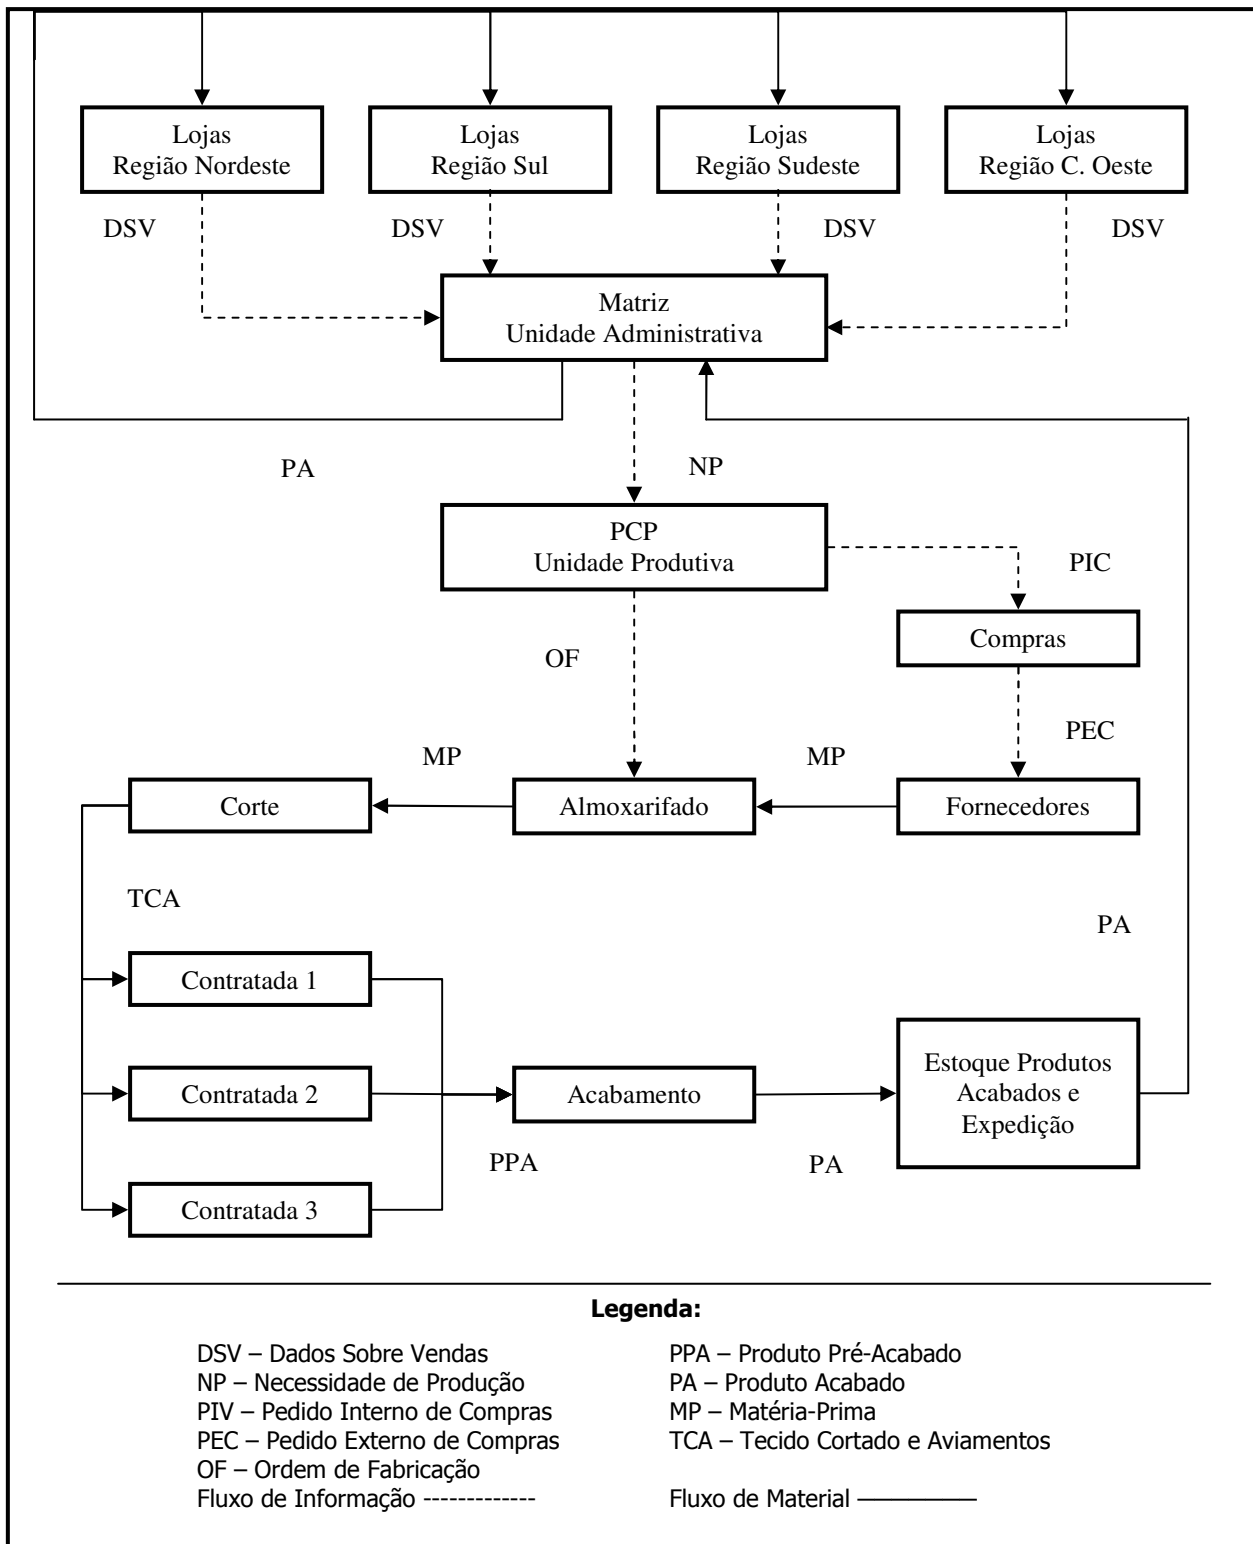 Lojas
Região Nordeste
Lojas
Região Sul
Lojas
Região Sudeste
Lojas
Região C. Oeste
DSV
DSV
DSV
DSV
Matriz
Unidade Administrativa
PA
NP
PCP
Unidade Produtiva
PIC
Compras
OF
PEC
MP
MP
Corte
Almoxarifado
Fornecedores
TCA
PA
Contratada 1
Contratada 2
Acabamento
Estoque Produtos
Acabados e
Expedição
PPA
PA
Contratada 3
Legenda:
DSV – Dados Sobre Vendas
PPA – Produto Pré-Acabado
NP – Necessidade de Produção
PA – Produto Acabado
PIV – Pedido Interno de Compras
MP – Matéria-Prima
PEC – Pedido Externo de Compras
TCA – Tecido Cortado e Aviamentos
OF – Ordem de Fabricação
Fluxo de Informação -------------
Fluxo de Material ——————